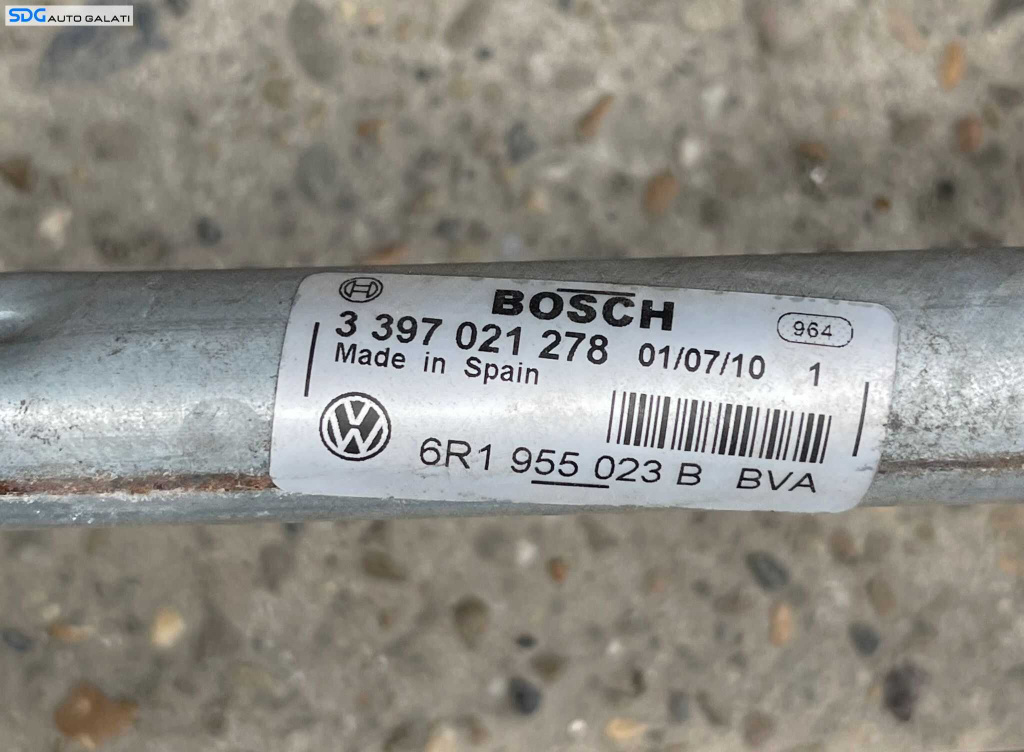 SDG AUTO GALATI
BOSCH
964
3 397 021 278 01/07/10 1
Made in Spain
VW
6R1 955 023 B BVA